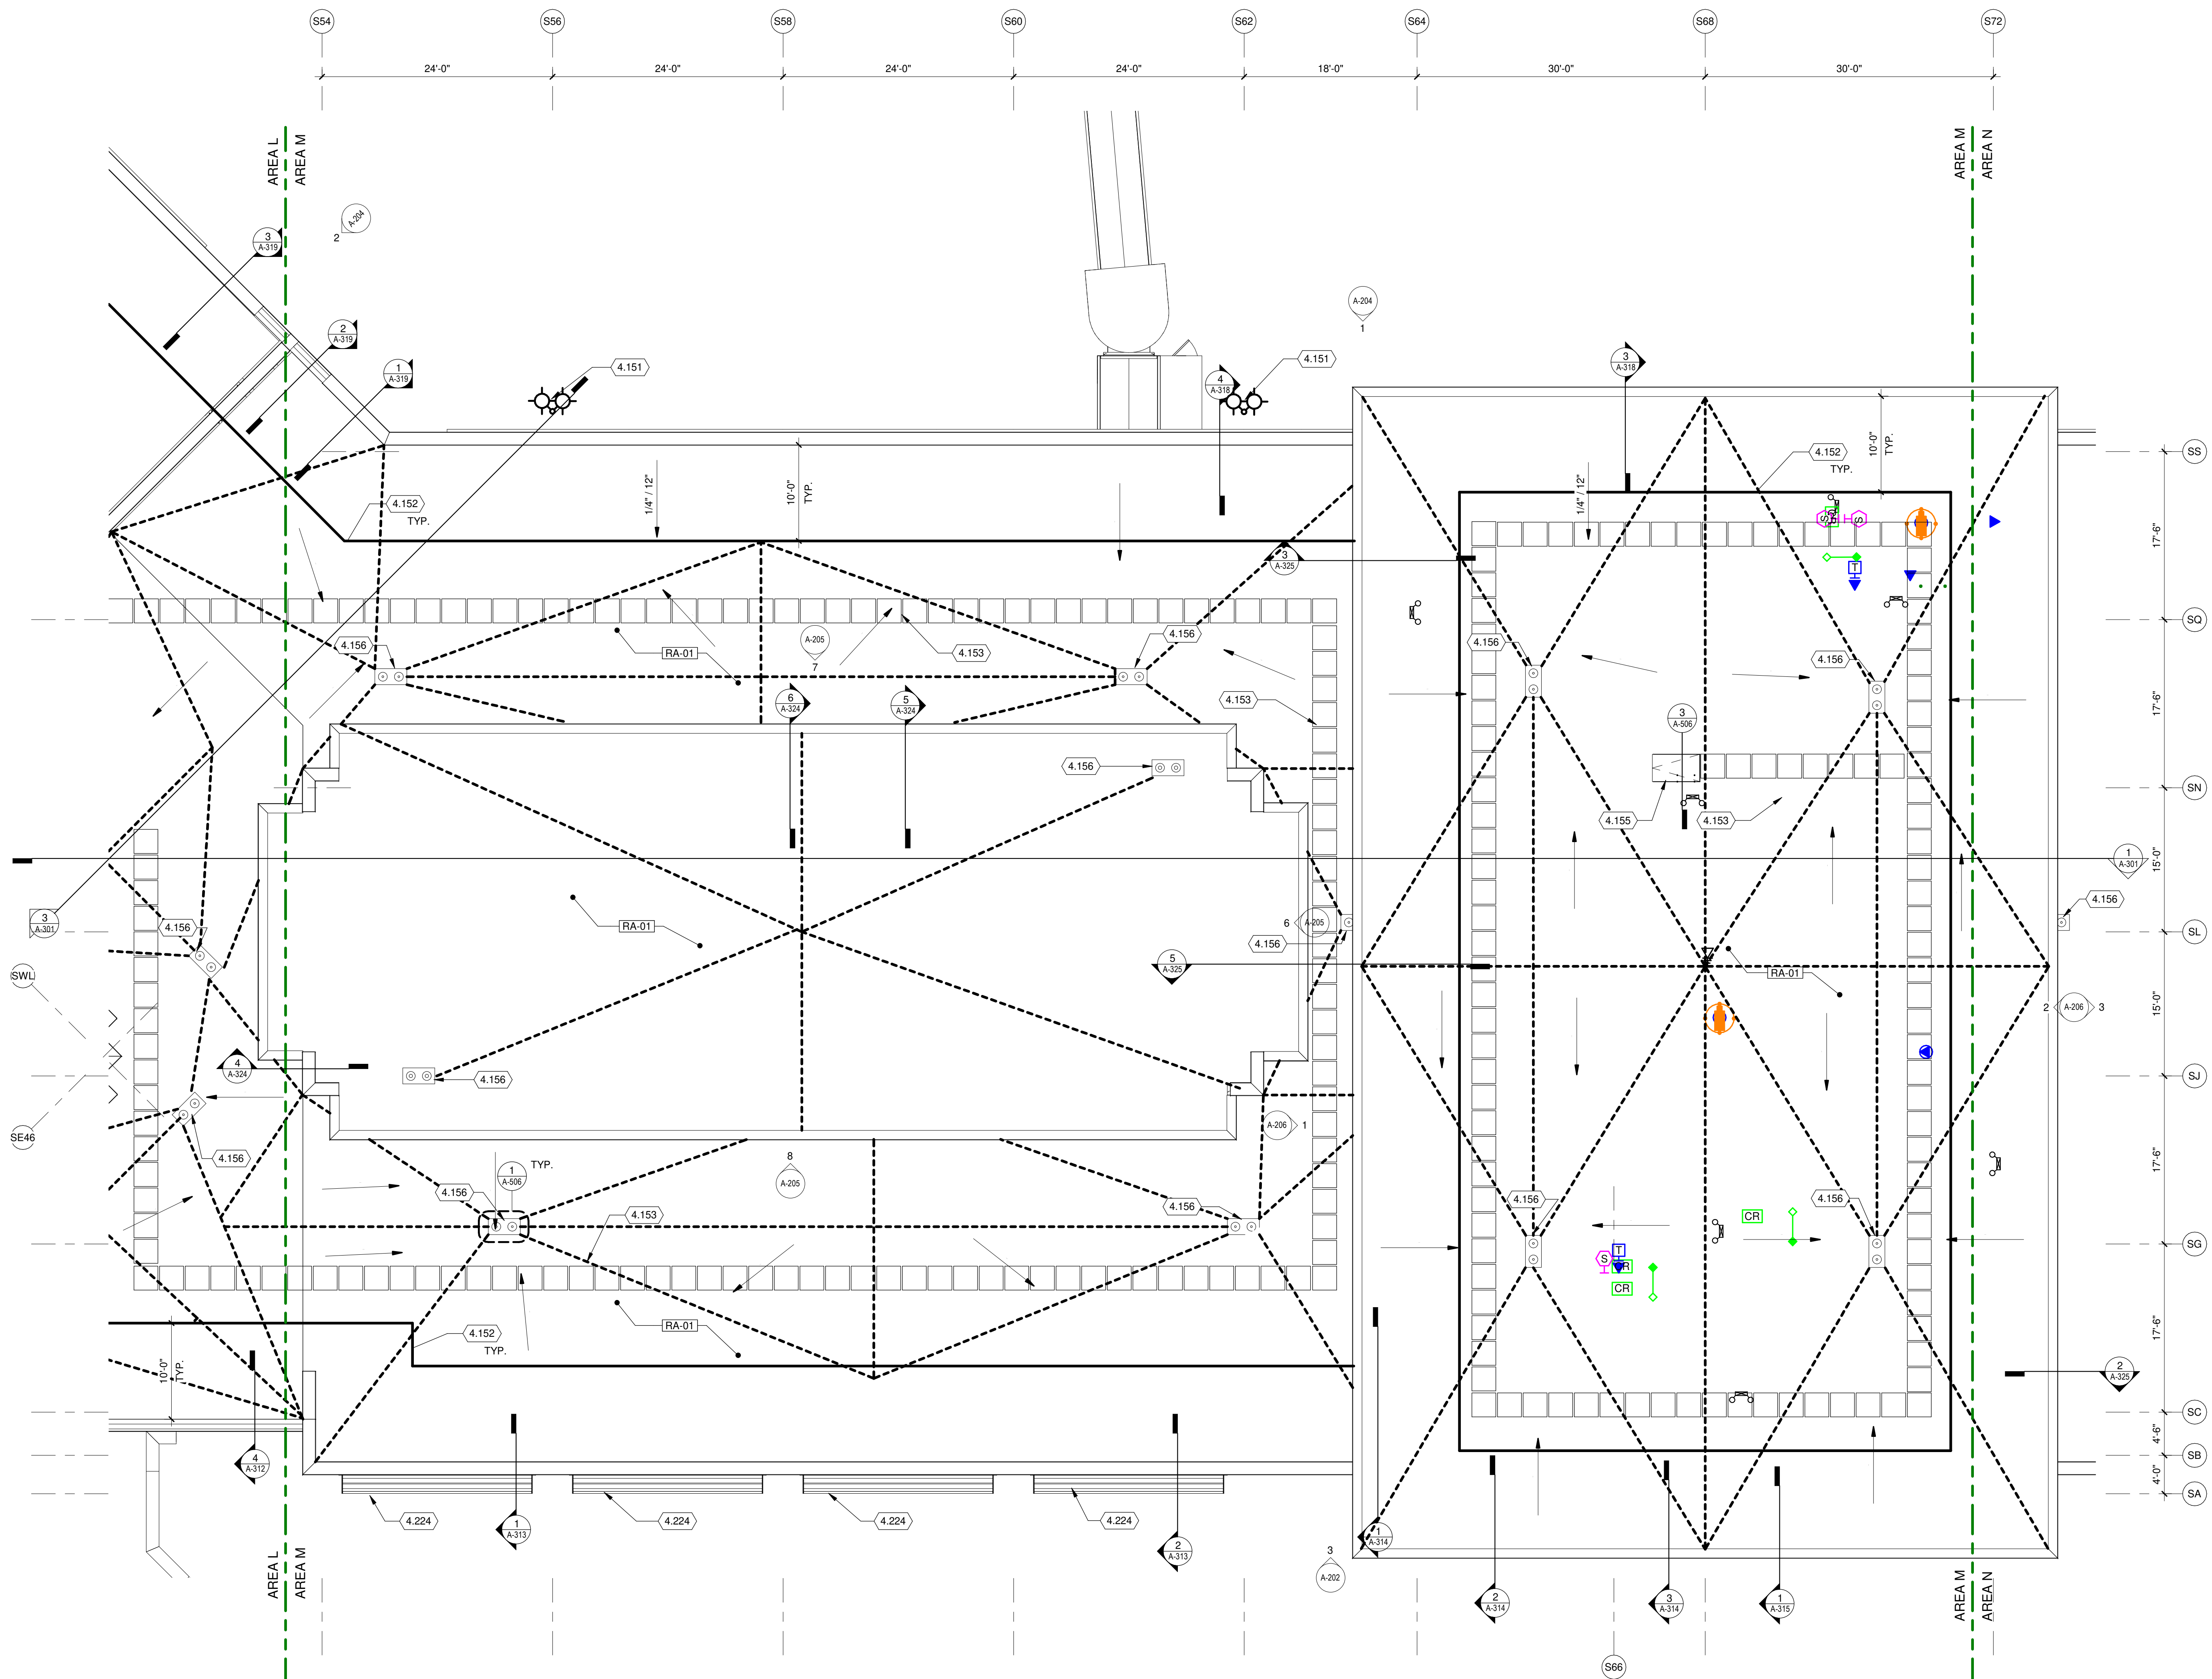 S54
S56
S58
S60
S62
S64
S68
S72
24'-0"
24'-0"
24'-0"
24'-0"
18'-0"
30'-0"
30'-0"
AREA L
AREA M
AREA M
AREA N
3
A-319
2
A-204
2
A-319
1
A-319
4.151
4
A-318
4.151
A-204
1
3
A-318
4.152
TYP.
10'-0"
TYP.
SS
4.152
TYP.
1/4" / 12"
10'-0"
TYP.
1/4" / 12"
S
S
17'-6"
3
A-325
T
SQ
4.156
RA-01
A-205
7
4.153
4.156
4.156
4.156
17'-6"
6
A-324
5
A-324
4.153
3
A-506
4.156
SN
4.155
4.153
1
A-301
15'-0"
3
A-301
4.156
RA-01
6
A-205
4.156
4.156
SL
SWL
5
A-325
RA-01
2
A-206
3
15'-0"
4
A-324
4.156
SJ
SE46
4.156
A-206
1
17'-6"
8
A-205
1
A-506
TYP.
4.156
4.153
4.156
4.156
4.156
CR
T
S
CR
SG
RA-01
4.152
TYP.
10'-0"
TYP.
17'-6"
2
A-325
SC
4'-6"
SB
4'-0"
SA
4
A-312
4.224
1
A-313
4.224
4.224
4.224
2
A-313
1
A-314
3
A-202
2
A-314
3
A-314
1
A-315
AREA L
AREA M
AREA M
AREA N
S66